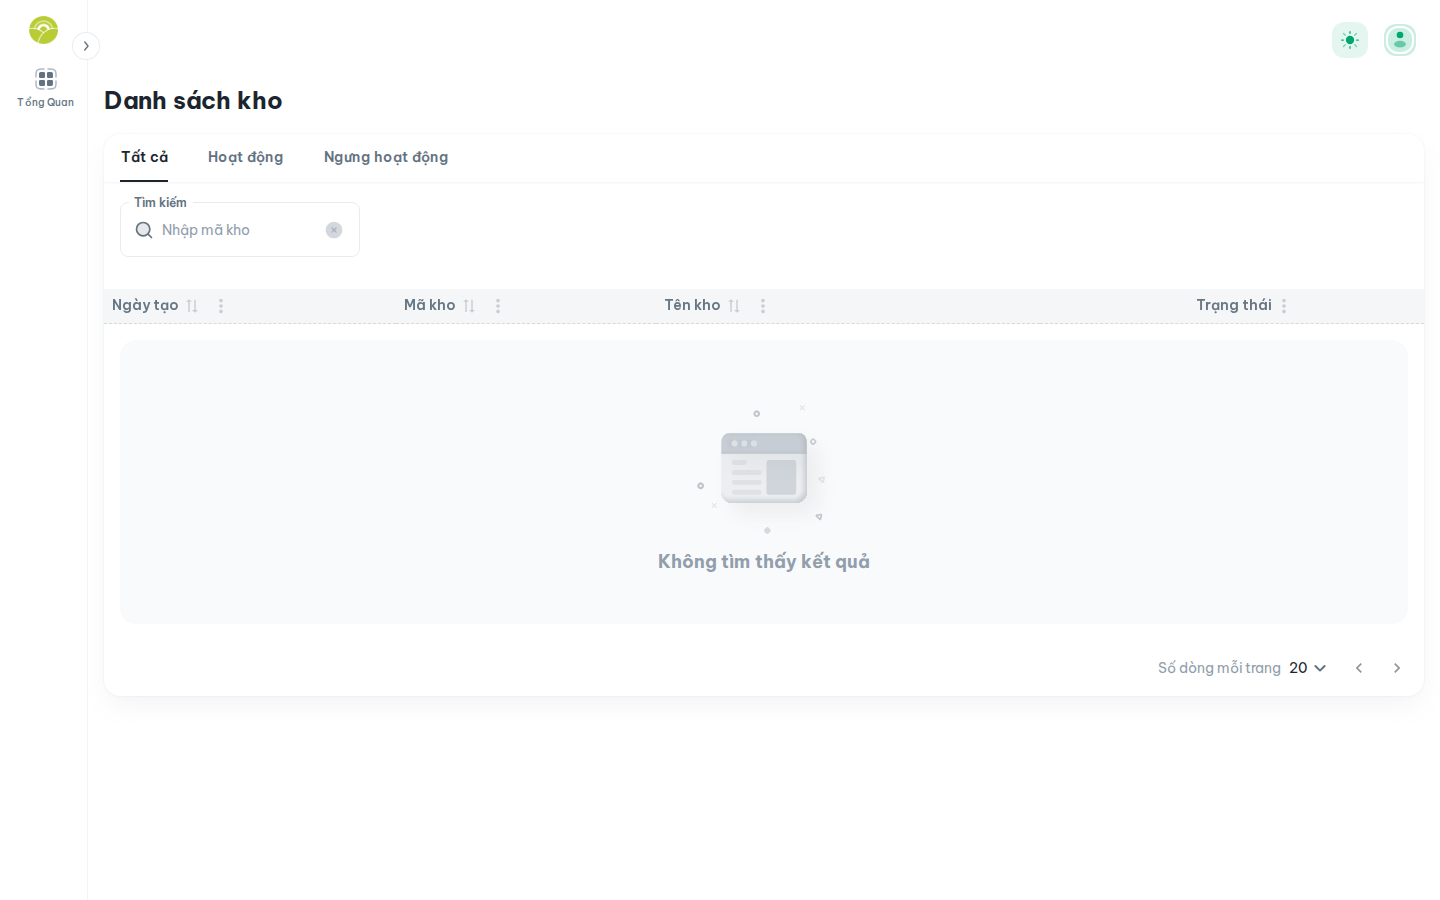 Tổng Quan
Danh sách kho
Tất cả
Hoạt động
Ngưng hoạt động
Tìm kiếm
Nhập mã kho
Ngày tạo
Mã kho
Tên kho
Trạng thái
Không tìm thấy kết quả
Số dòng mỗi trang 20